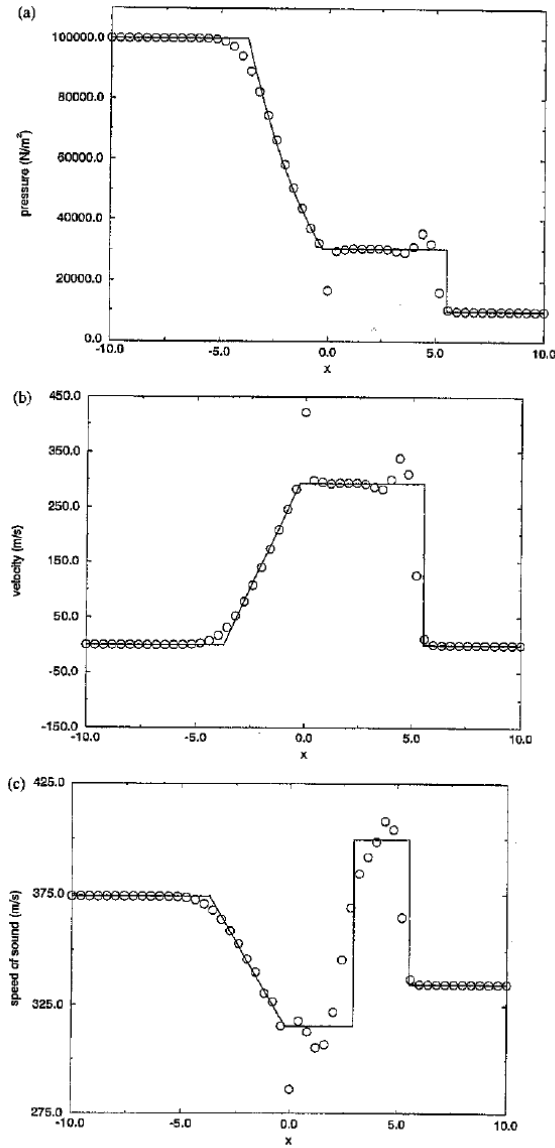 (a)
100000.0
80000.0
60000.0
40000.0
20000.0
0.0
pressure (N/m²)
-10.0 -5.0 0.0 5.0 10.0
x
(b)
450.0
350.0
250.0
150.0
50.0
-50.0
-150.0
velocity (m/s)
-10.0 -5.0 0.0 5.0 10.0
x
(c)
425.0
375.0
325.0
275.0
speed of sound (m/s)
-10.0 -5.0 0.0 5.0 10.0
x